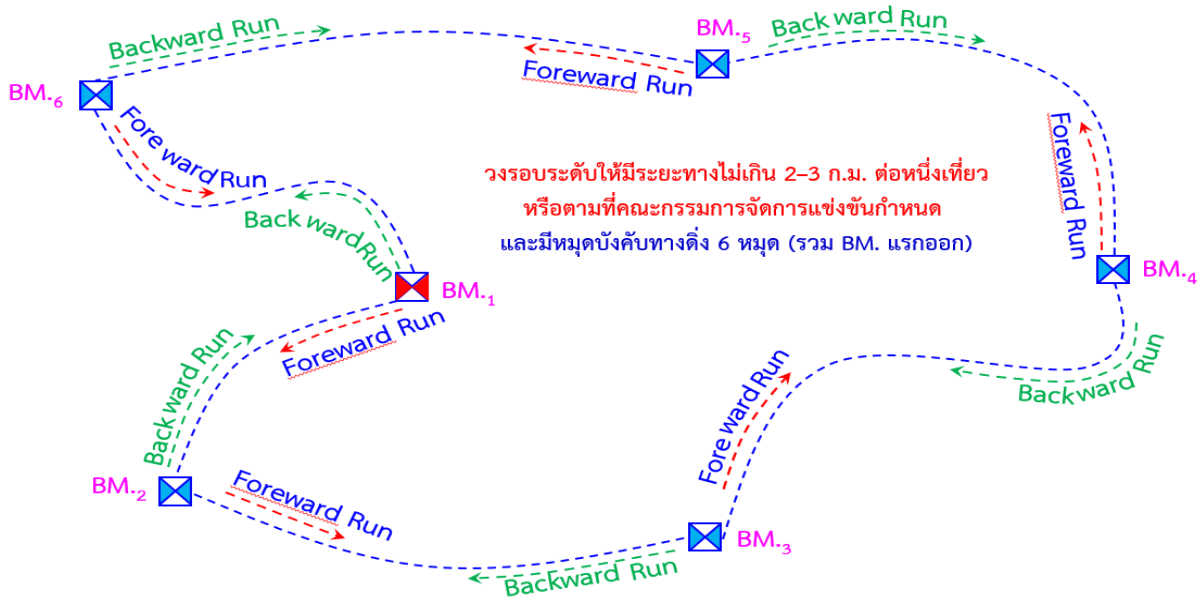 Backward Run
BM.5
Back ward Run
Foreward Run
BM.6
Fore ward Run
Foreward Run
วงรอบระดับให้มีระยะทางไม่เกิน 2–3 ก.ม. ต่อหนึ่งเที่ยว
หรือตามที่คณะกรรมการจัดการแข่งขันกำหนด
และมีหมุดบังคับทางดิ่ง 6 หมุด (รวม BM. แรกออก)
Back ward Run
BM.4
BM.1
Foreward Run
Back ward Run
Fore ward Run
Backward Run
BM.2
Foreward Run
BM.3
Backward Run